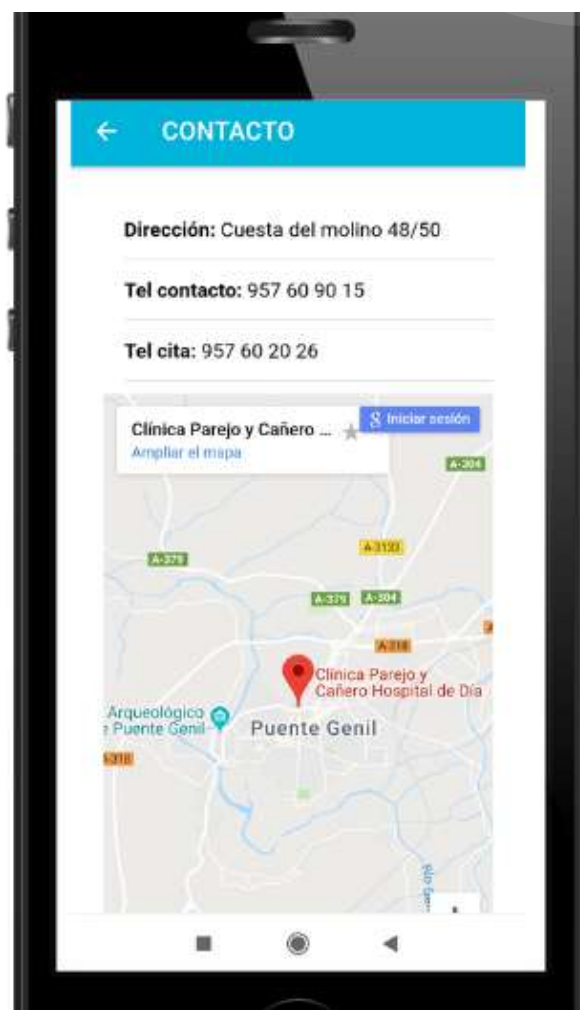 CONTACTO
Dirección: Cuesta del molino 48/50
Tel contacto: 957 60 90 15
Tel cita: 957 60 20 26
Clínica Parejo y Cañero ...
Iniciar sesión
Ampliar el mapa
A-304
A-3133
A-379
A-379
A-304
A-318
Clínica Parejo y
Cañero Hospital de Día
Arqueológico
Puente Genil
Puente Genil
A-318
Río